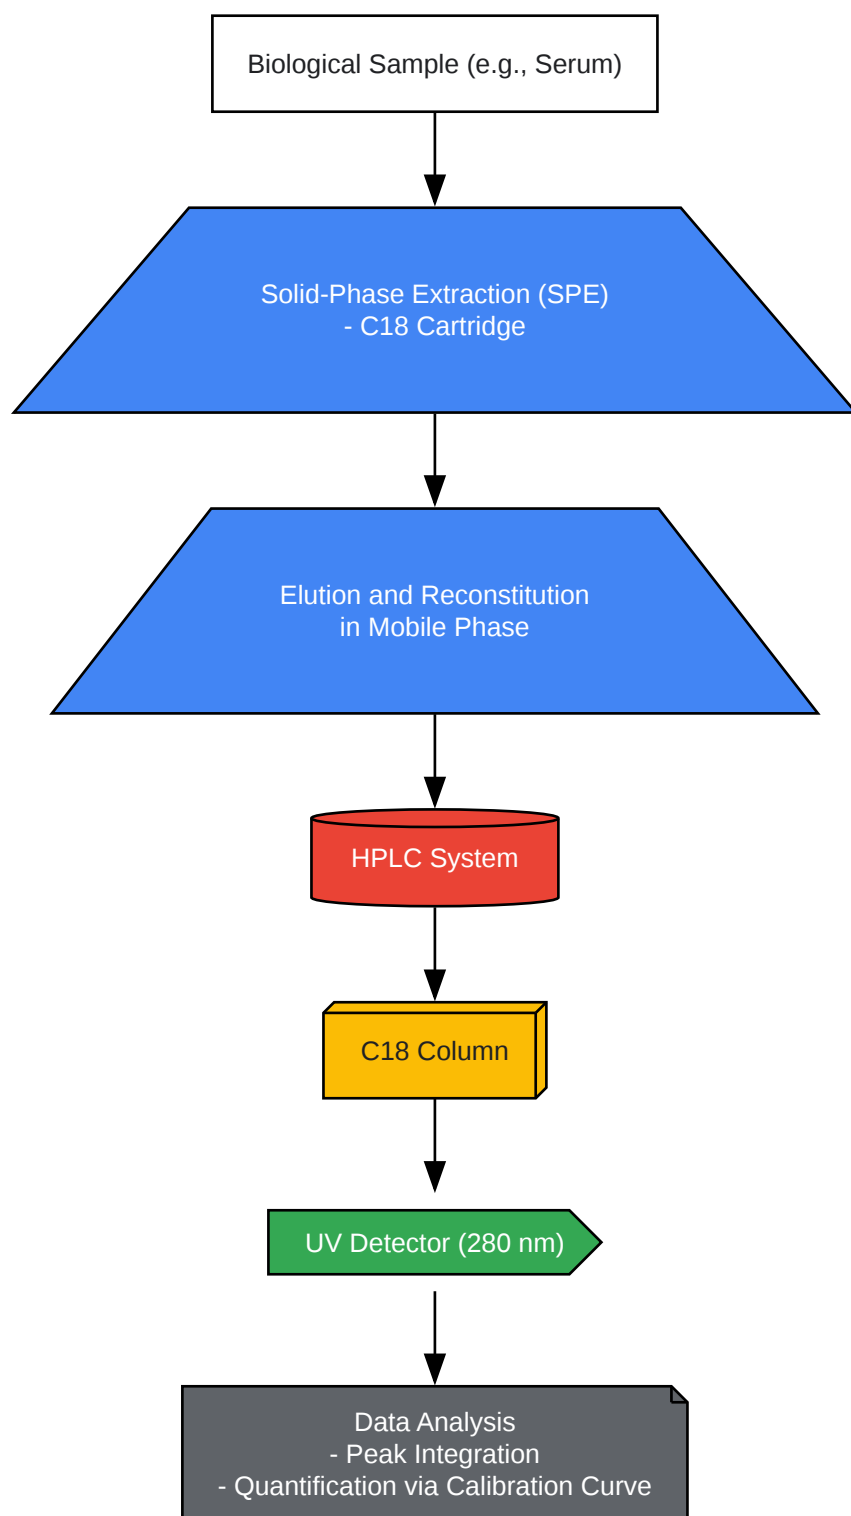 Biological Sample (e.g., Serum)
Solid-Phase Extraction (SPE)
- C18 Cartridge
Elution and Reconstitution
in Mobile Phase
HPLC System
C18 Column
UV Detector (280 nm)
Data Analysis
- Peak Integration
- Quantification via Calibration Curve